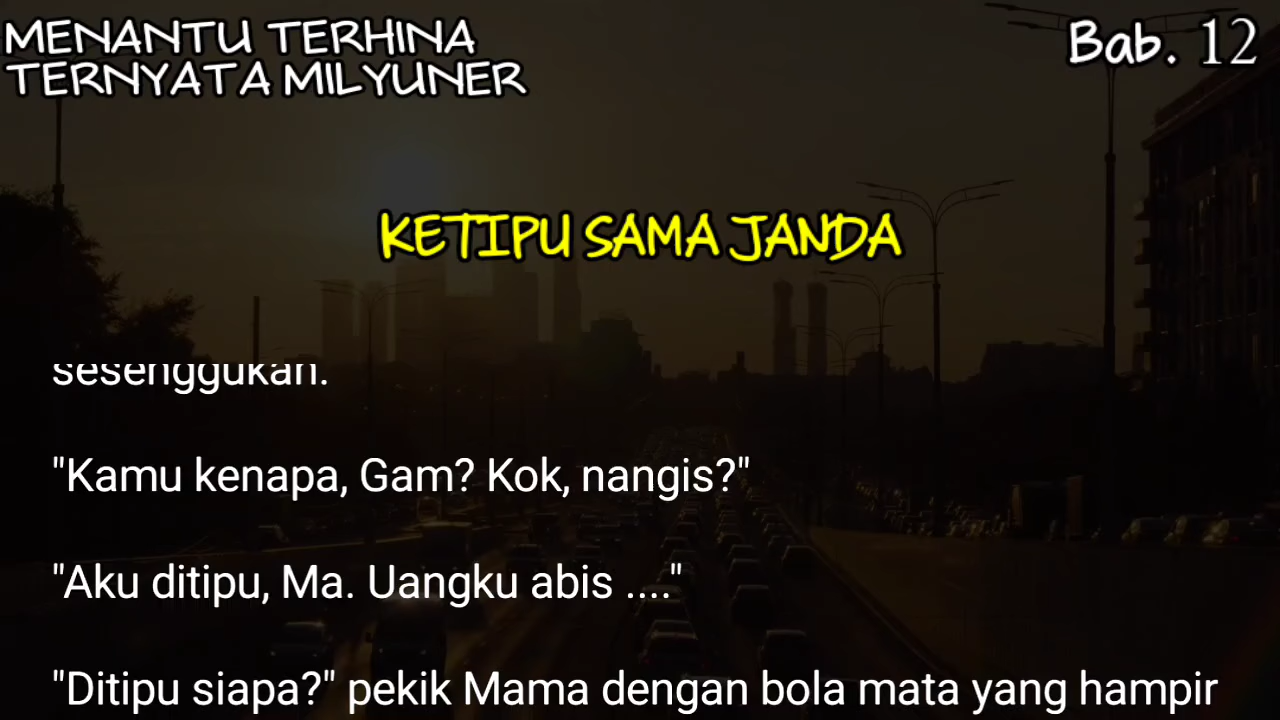 MENANTU TERHINA
TERNYATA MILYUNER
Bab. 12
KETIPU SAMA JANDA
sesenggukan.
"Kamu kenapa, Gam? Kok, nangis?"
"Aku ditipu, Ma. Uangku abis ...."
"Ditipu siapa?" pekik Mama dengan bola mata yang hampir